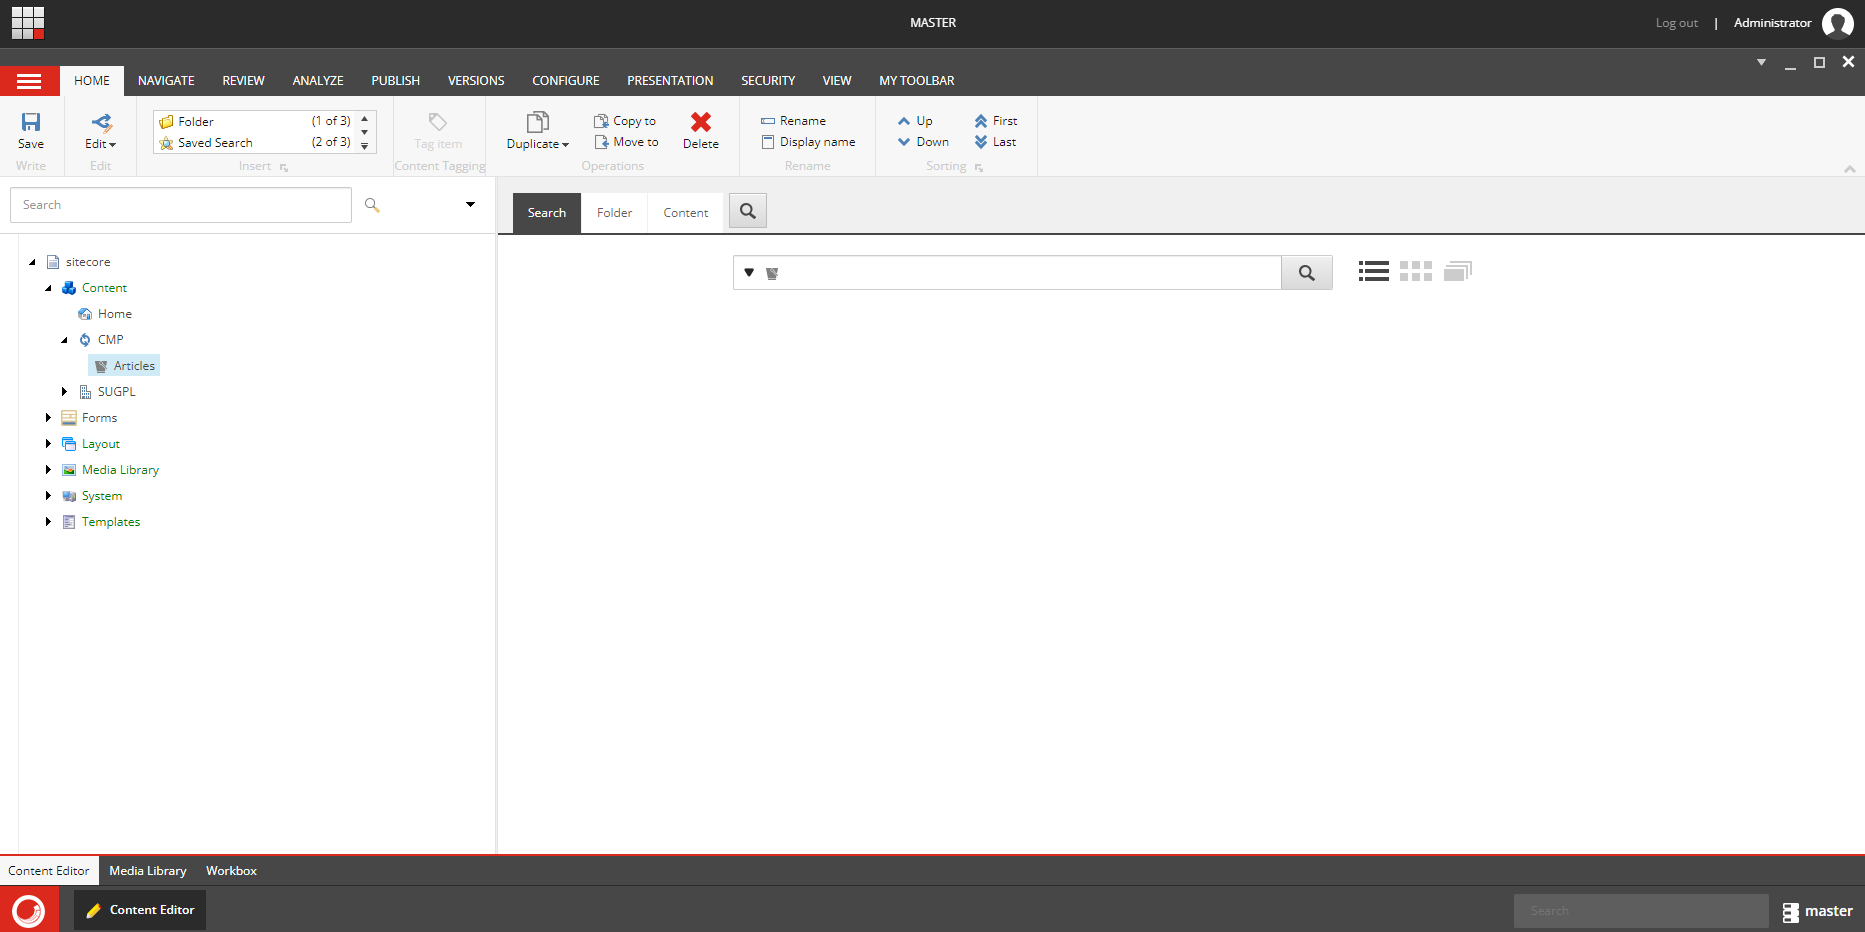 MASTER
Log out | Administrator
HOME NAVIGATE REVIEW ANALYZE PUBLISH VERSIONS CONFIGURE PRESENTATION SECURITY VIEW MY TOOLBAR
Save
Write
Edit
Edit
Folder (1 of 3)
Saved Search (2 of 3)
Insert
Tag item
Content Tagging
Duplicate
Copy to
Move to
Delete
Operations
Rename
Display name
Rename
Up
Down
First
Last
Sorting
Search
Search Folder Content
sitecore
Content
Home
CMP
Articles
SUGPL
Forms
Layout
Media Library
System
Templates
Content Editor Media Library Workbox
Content Editor
Search
master